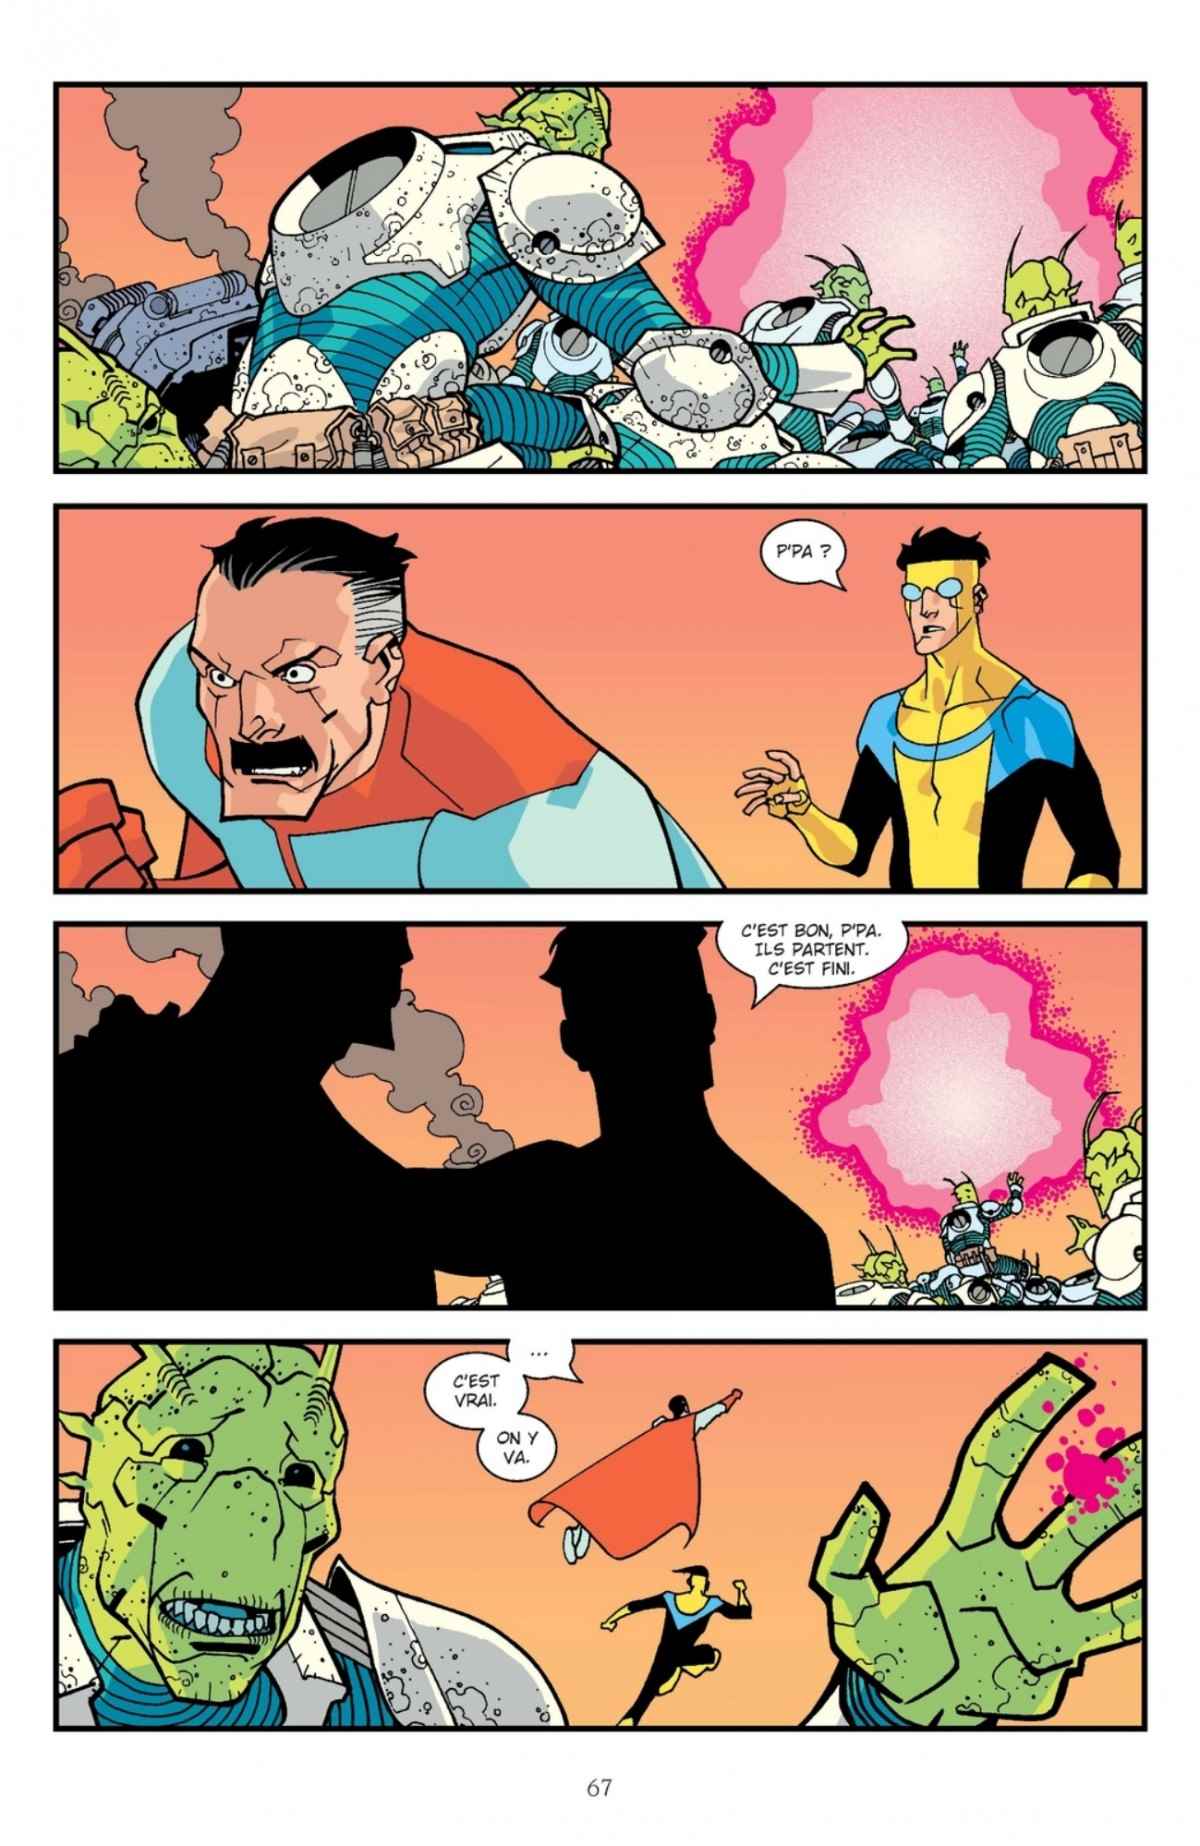 P'PA ?
C'EST BON, P'PA.
ILS PARTENT.
C'EST FINI.
...
C'EST
VRAI.
ON Y
VA.
67